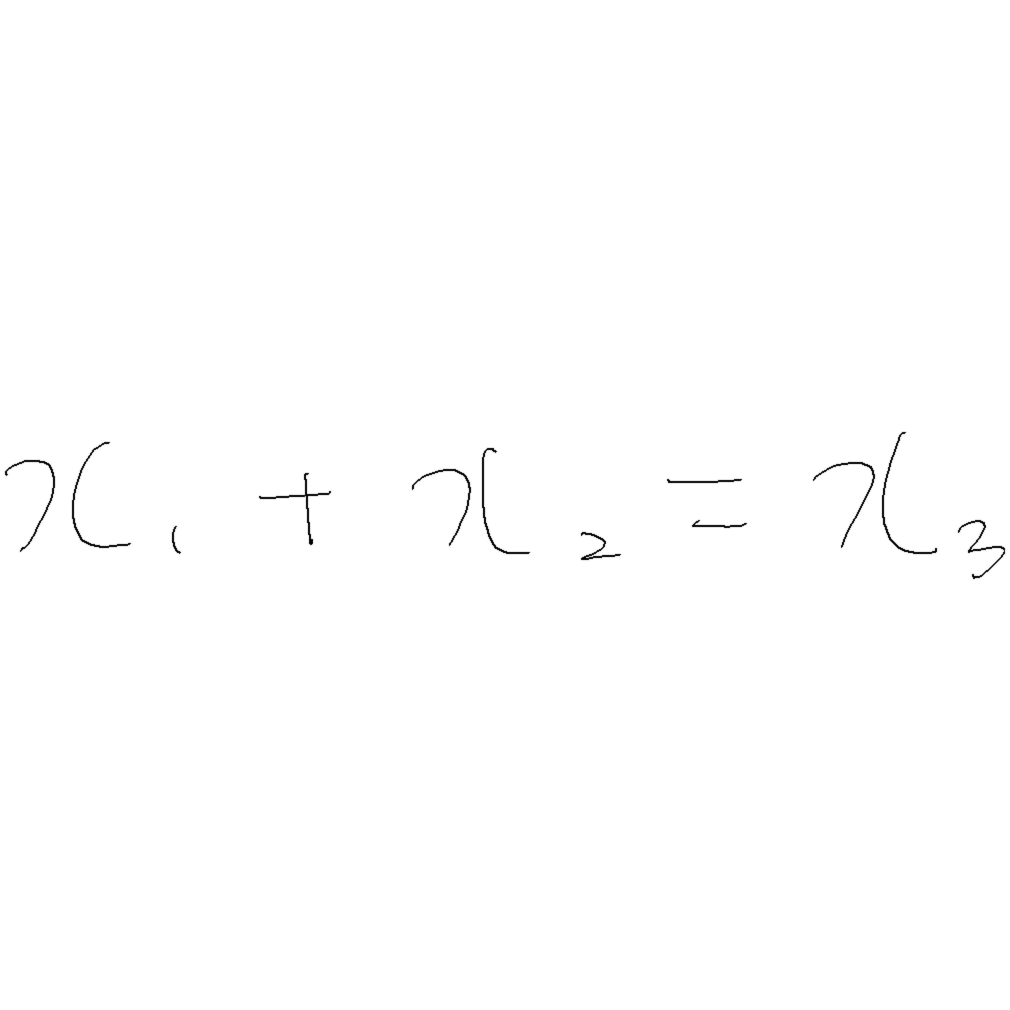 x₁ + x₂ = x₃